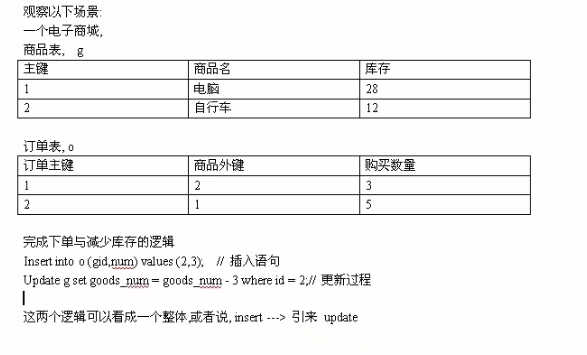 观察以下场景:
一个电子商城,
商品表, g
主键 商品名 库存
1 电脑 28
2 自行车 12
订单表, o
订单主键 商品外键 购买数量
1 2 3
2 1 5
完成下单与减少库存的逻辑
Insert into o (gid,num) values (2,3); // 插入语句
Update g set goods_num = goods_num - 3 where id = 2;// 更新过程
这两个逻辑可以看成一个整体,或者说, insert ---> 引来 update